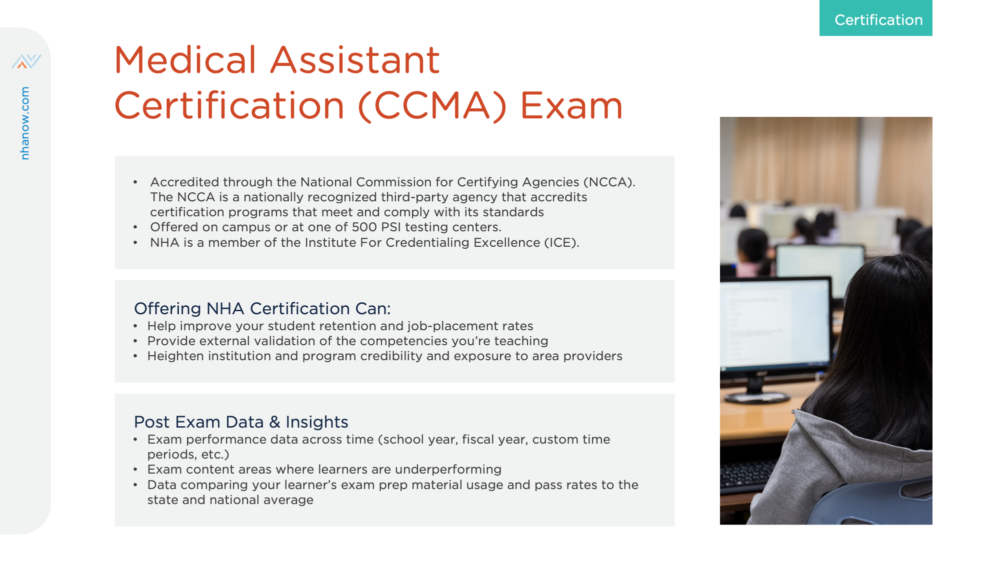 Certification
nhanow.com
Medical Assistant
Certification (CCMA) Exam
• Accredited through the National Commission for Certifying Agencies (NCCA).
The NCCA is a nationally recognized third-party agency that accredits
certification programs that meet and comply with its standards
• Offered on campus or at one of 500 PSI testing centers.
• NHA is a member of the Institute For Credentialing Excellence (ICE).
Offering NHA Certification Can:
• Help improve your student retention and job-placement rates
• Provide external validation of the competencies you’re teaching
• Heighten institution and program credibility and exposure to area providers
Post Exam Data & Insights
• Exam performance data across time (school year, fiscal year, custom time
periods, etc.)
• Exam content areas where learners are underperforming
• Data comparing your learner’s exam prep material usage and pass rates to the
state and national average